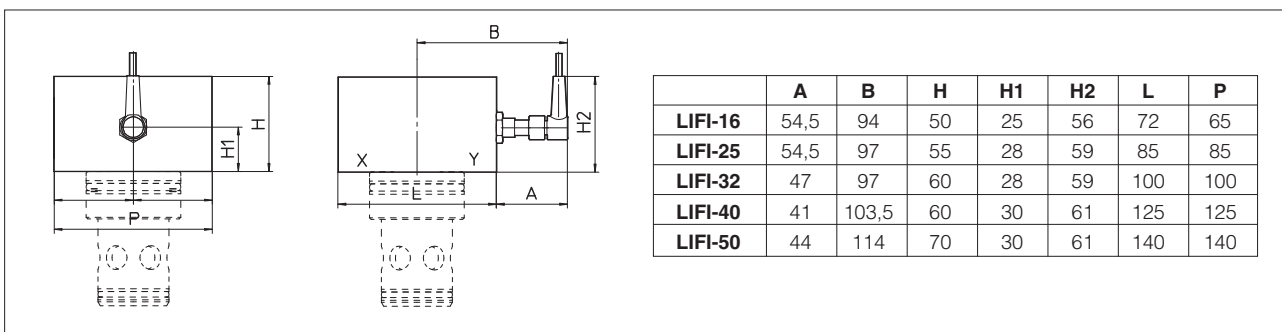 B
H
H1
P
X
Y
L
A
H2
A B H H1 H2 L P
LIFI-16 54,5 94 50 25 56 72 65
LIFI-25 54,5 97 55 28 59 85 85
LIFI-32 47 97 60 28 59 100 100
LIFI-40 41 103,5 60 30 61 125 125
LIFI-50 44 114 70 30 61 140 140